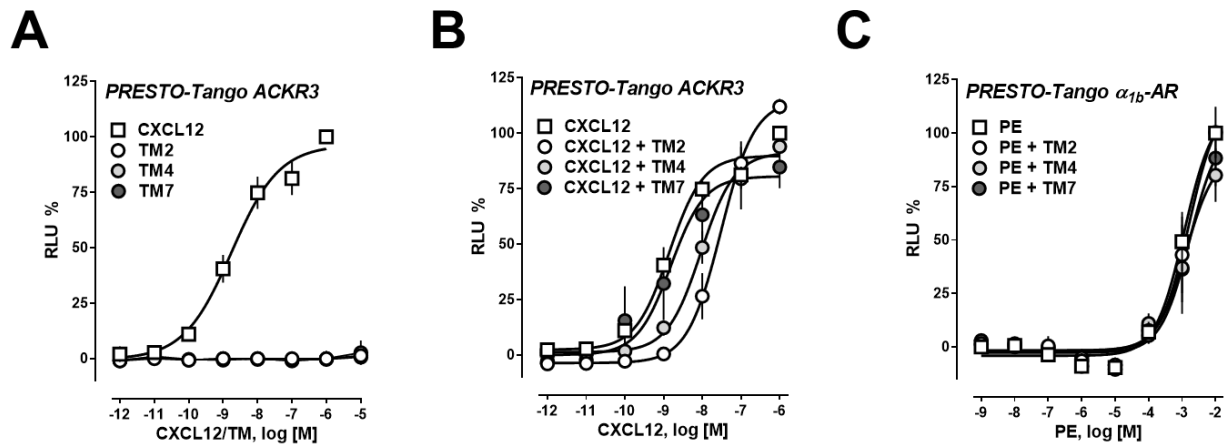 A
PRESTO-Tango ACKR3
CXCL12
TM2
TM4
TM7
RLU %
125
100
75
50
25
0
-12 -11 -10 -9 -8 -7 -6 -5
CXCL12/TM, log [M]
B
PRESTO-Tango ACKR3
CXCL12
CXCL12 + TM2
CXCL12 + TM4
CXCL12 + TM7
RLU %
125
100
75
50
25
0
-12 -11 -10 -9 -8 -7 -6
CXCL12, log [M]
C
PRESTO-Tango α1b-AR
PE
PE + TM2
PE + TM4
PE + TM7
RLU %
125
100
75
50
25
0
-9 -8 -7 -6 -5 -4 -3 -2
PE, log [M]